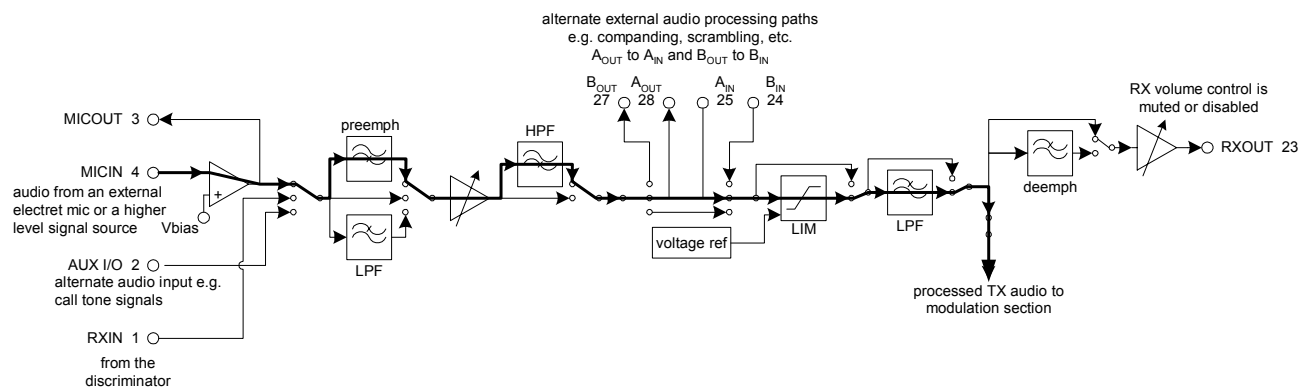 alternate external audio processing paths
e.g. companding, scrambling, etc.
AOUT to AIN and BOUT to BIN
BOUT AOUT AIN BIN
27 28 25 24
RX volume control is
muted or disabled
MICOUT 3
preemph
HPF
MICIN 4
RXOUT 23
audio from an external
electret mic or a higher
level signal source
+
Vbias
deemph
voltage ref
LIM
LPF
LPF
AUX I/O 2
alternate audio input e.g.
call tone signals
processed TX audio to
modulation section
RXIN 1
from the
discriminator